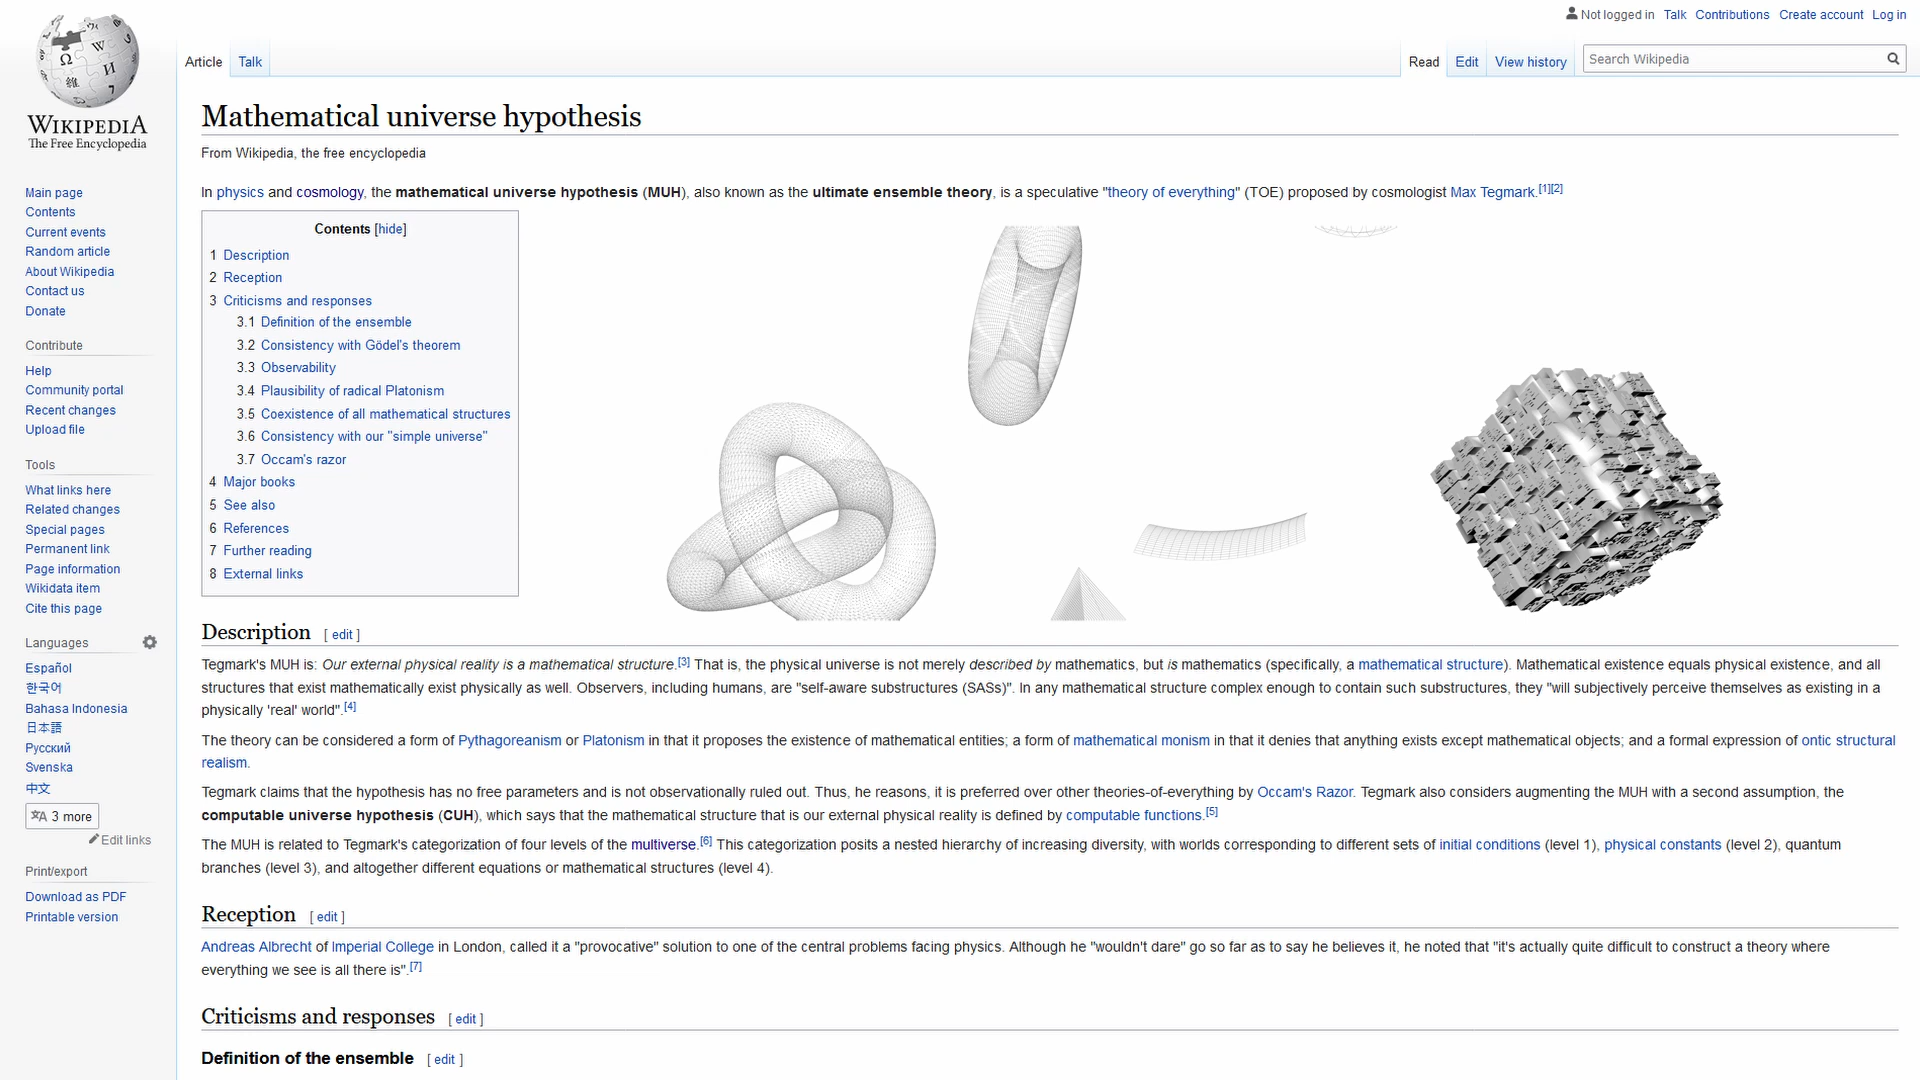 Not logged in Talk Contributions Create account Log in
Article Talk Read Edit View history Search Wikipedia
WIKIPEDIA
The Free Encyclopedia
Main page
Contents
Current events
Random article
About Wikipedia
Contact us
Donate
Contribute
Help
Community portal
Recent changes
Upload file
Tools
What links here
Related changes
Special pages
Permanent link
Page information
Wikidata item
Cite this page
Languages
Español
한국어
Bahasa Indonesia
日本語
Русский
Svenska
中文
3 more
Edit links
Print/export
Download as PDF
Printable version
Mathematical universe hypothesis
From Wikipedia, the free encyclopedia
In physics and cosmology, the mathematical universe hypothesis (MUH), also known as the ultimate ensemble theory, is a speculative "theory of everything" (TOE) proposed by cosmologist Max Tegmark.[1][2]
Contents [hide]
1 Description
2 Reception
3 Criticisms and responses
3.1 Definition of the ensemble
3.2 Consistency with Gödel's theorem
3.3 Observability
3.4 Plausibility of radical Platonism
3.5 Coexistence of all mathematical structures
3.6 Consistency with our "simple universe"
3.7 Occam's razor
4 Major books
5 See also
6 References
7 Further reading
8 External links
Description [ edit ]
Tegmark's MUH is: Our external physical reality is a mathematical structure.[3] That is, the physical universe is not merely described by mathematics, but is mathematics (specifically, a mathematical structure). Mathematical existence equals physical existence, and all
structures that exist mathematically exist physically as well. Observers, including humans, are "self-aware substructures (SASs)". In any mathematical structure complex enough to contain such substructures, they "will subjectively perceive themselves as existing in a
physically 'real' world".[4]
The theory can be considered a form of Pythagoreanism or Platonism in that it proposes the existence of mathematical entities; a form of mathematical monism in that it denies that anything exists except mathematical objects; and a formal expression of ontic structural
realism.
Tegmark claims that the hypothesis has no free parameters and is not observationally ruled out. Thus, he reasons, it is preferred over other theories-of-everything by Occam's Razor. Tegmark also considers augmenting the MUH with a second assumption, the
computable universe hypothesis (CUH), which says that the mathematical structure that is our external physical reality is defined by computable functions.[5]
The MUH is related to Tegmark's categorization of four levels of the multiverse.[6] This categorization posits a nested hierarchy of increasing diversity, with worlds corresponding to different sets of initial conditions (level 1), physical constants (level 2), quantum
branches (level 3), and altogether different equations or mathematical structures (level 4).
Reception [ edit ]
Andreas Albrecht of Imperial College in London, called it a "provocative" solution to one of the central problems facing physics. Although he "wouldn't dare" go so far as to say he believes it, he noted that "it's actually quite difficult to construct a theory where
everything we see is all there is".[7]
Criticisms and responses [ edit ]
Definition of the ensemble [ edit ]